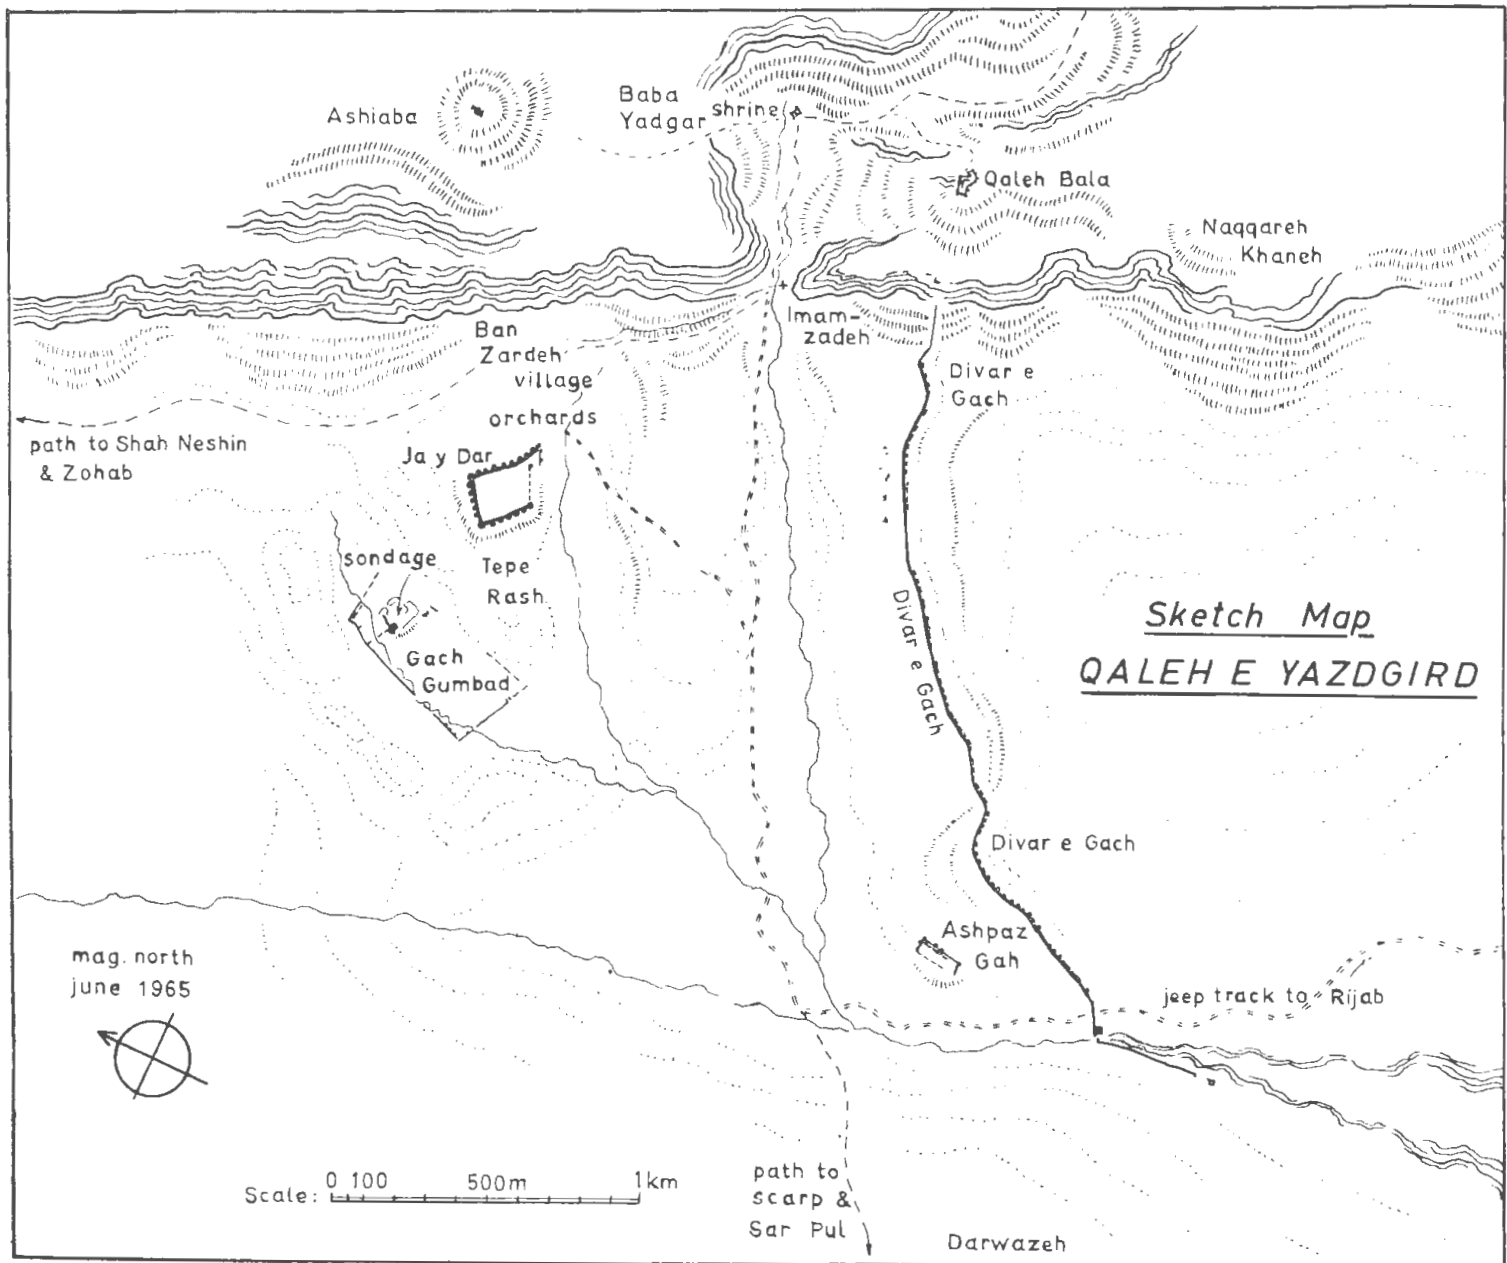 Ashiabe
Baba
Yadgar shrine
Qaleh Bala
Naqqareh
Khaneh
Imam-
zadeh
Ban
Zardeh
village
orchards
Divar e
Gach
path to Shah Neshin
& Zohab
Ja y Dar
sondage
Tepe
Rash
Gach
Gumbad
Divar e Gach
Sketch Map
QALEH E YAZDGIRD
Divar e Gach
Ashpaz
Gah
mag. north
june 1965
jeep track to Rijab
0 100 500m 1km
Scale:
path to
scarp &
Sar Pul
Darwazeh